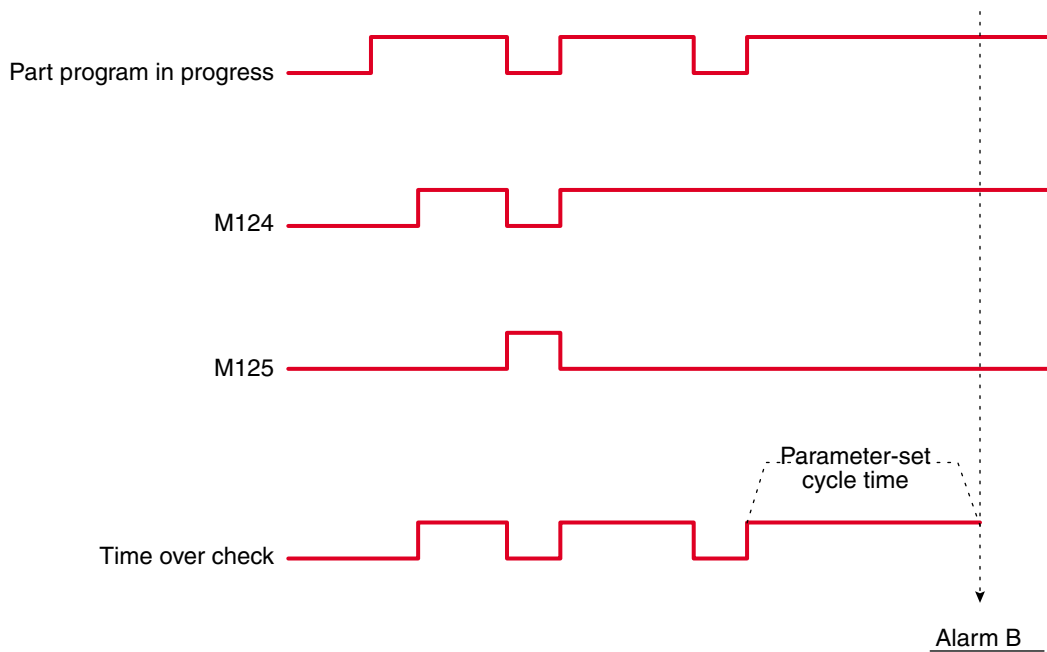 Part program in progress
M124
M125
Parameter-set
cycle time
Time over check
Alarm B